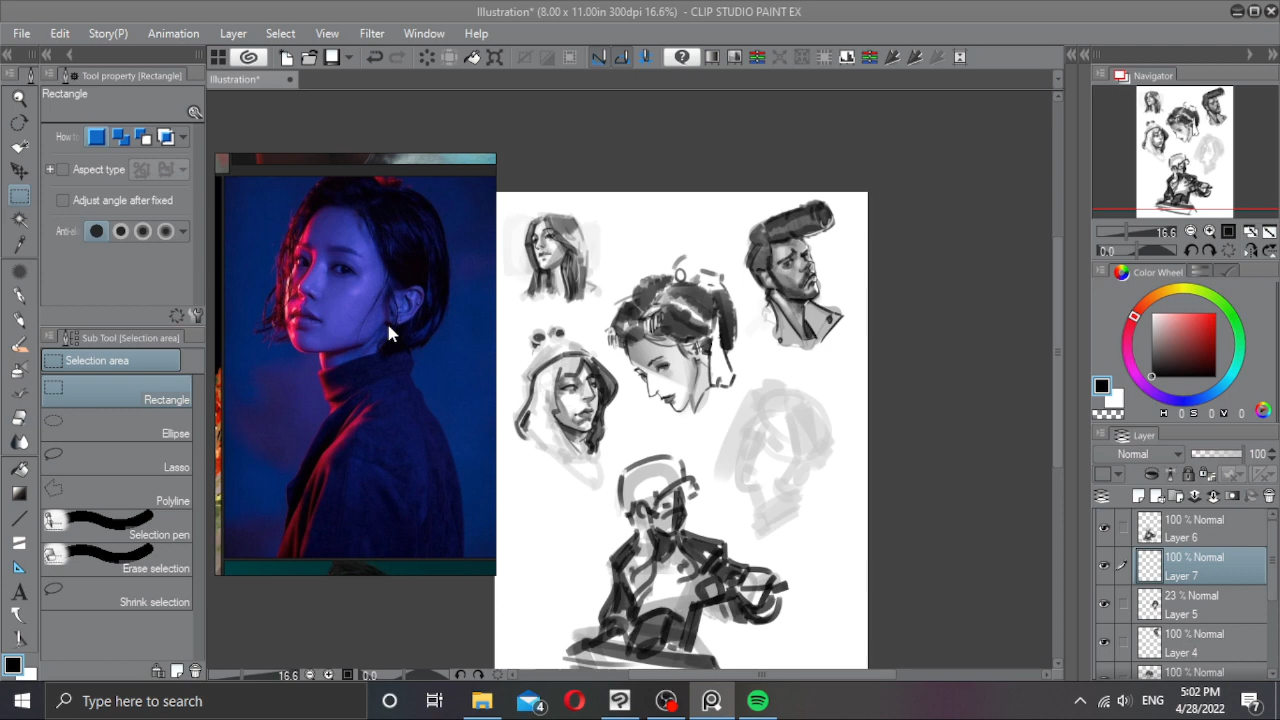 Illustration* (8.00 x 11.00in 300dpi 16.6%) - CLIP STUDIO PAINT EX
File Edit Story(P) Animation Layer Select View Filter Window Help
Tool property [Rectangle]
Illustration*
Navigator
Rectangle
How to
Aspect type
Adjust angle after fixed
Anti-ali
16.6
0.0
Color Wheel
Sub Tool [Selection area]
Selection area
Rectangle
Ellipse
Lasso
Polyline
Selection pen
Erase selection
Shrink selection
H 0 S 0 V 0
Layer
Normal 100
100 % Normal
Layer 6
100 % Normal
Layer 7
23 % Normal
Layer 5
100 % Normal
Layer 4
100 % Normal
16.6 0.0
Type here to search
4
ENG
5:02 PM
4/28/2022
7